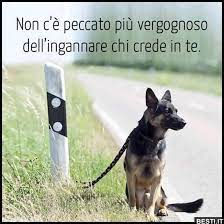 Non c'è peccato più vergognoso
dell'ingannare chi crede in te.
BESTI.IT